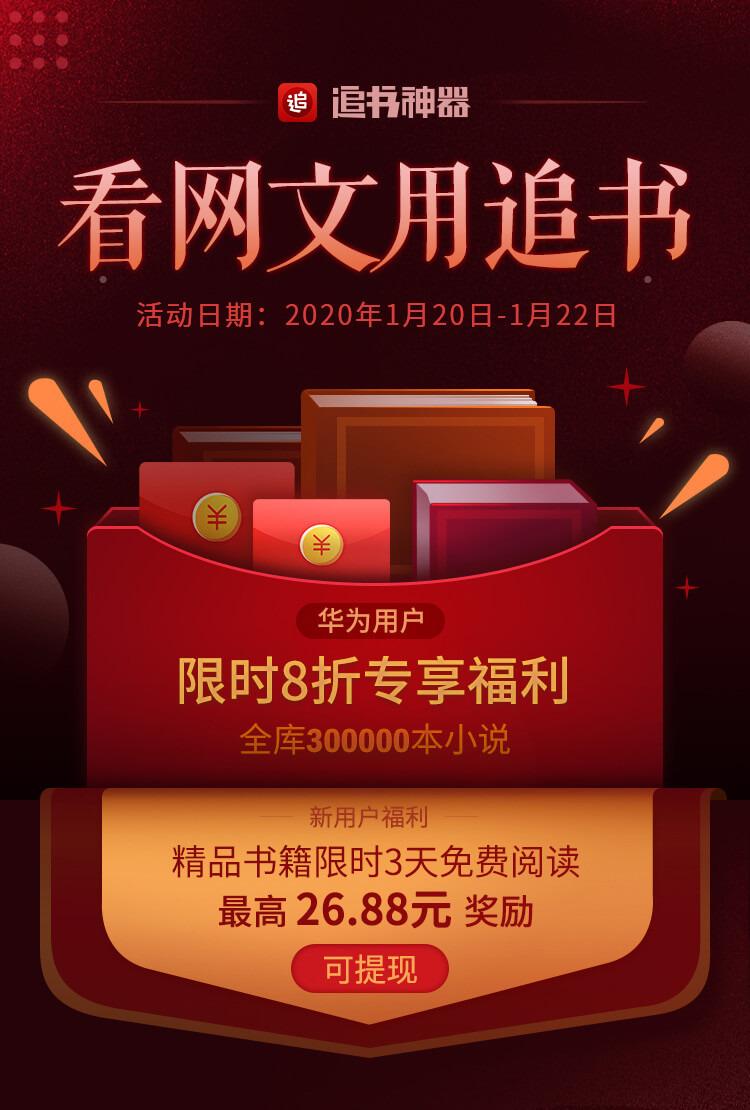 追 追书神器
看网文用追书
活动日期：2020年1月20日-1月22日
¥
¥
华为用户
限时8折专享福利
全库300000本小说
新用户福利
精品书籍限时3天免费阅读
最高26.88元 奖励
可提现